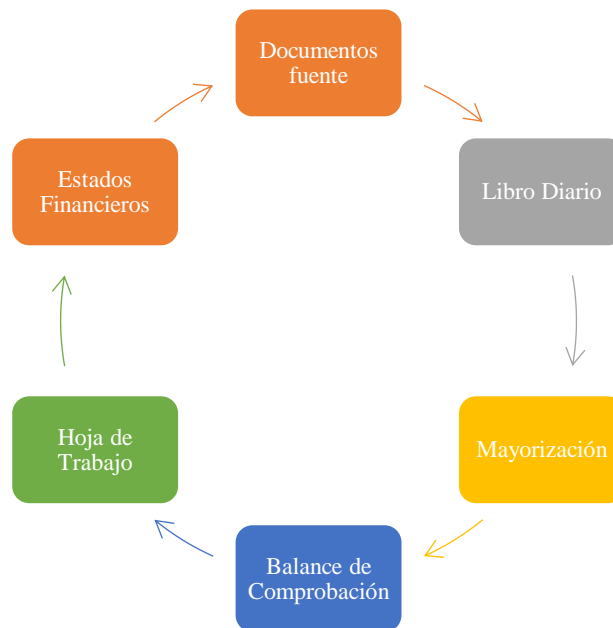 Documentos
fuente
Libro Diario
Mayorización
Balance de
Comprobación
Hoja de
Trabajo
Estados
Financieros